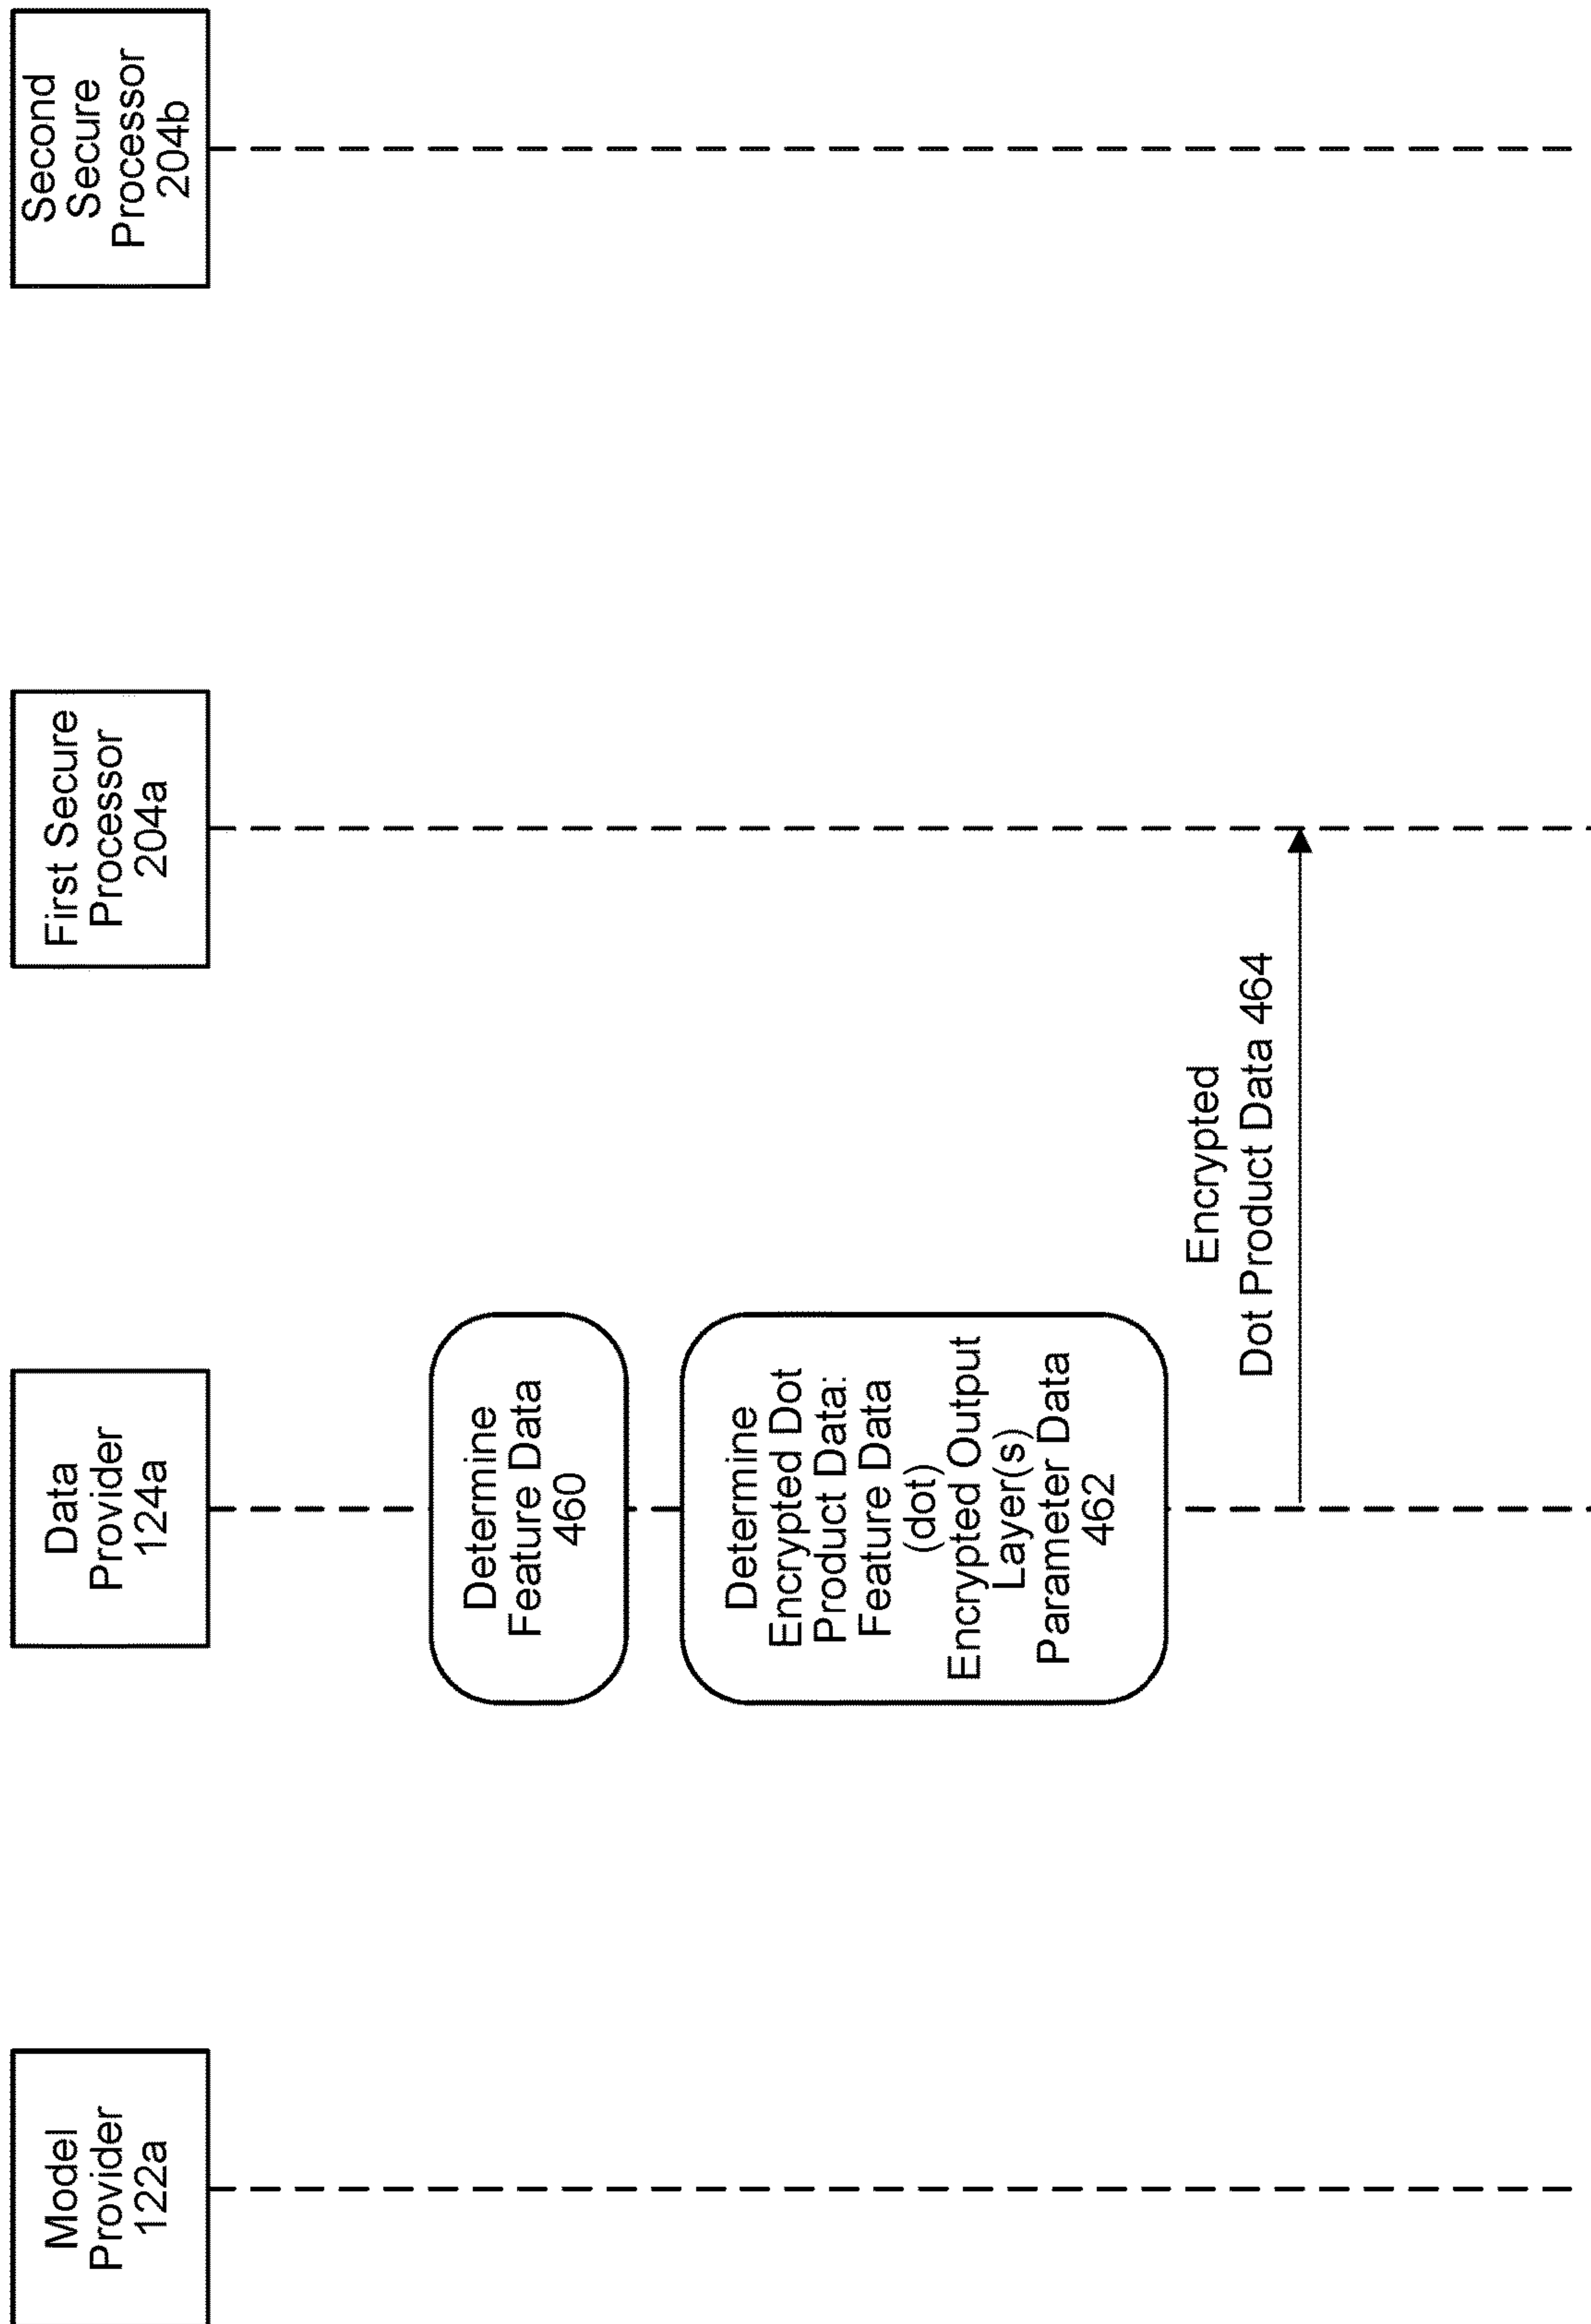 Model
Provider
122a
Data
Provider
124a
First Secure
Processor
204a
Second
Secure
Processor
204b
Determine
Feature Data
460
Determine
Encrypted Dot
Product Data:
Feature Data
(dot)
Encrypted Output
Layer(s)
Parameter Data
462
Encrypted
Dot Product Data 464